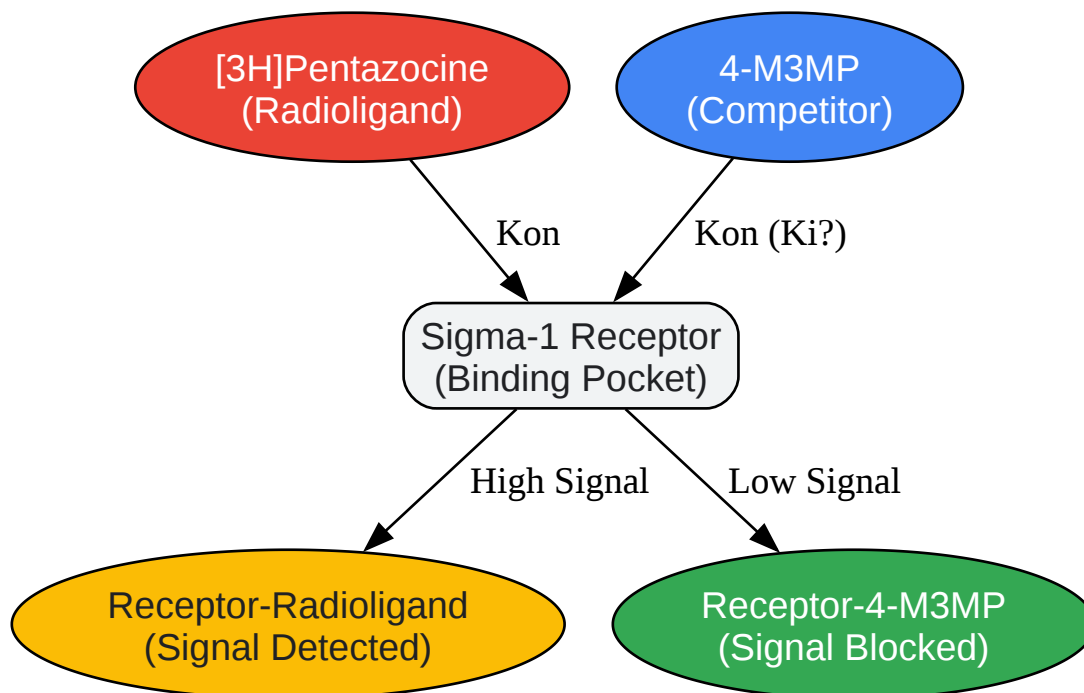 [3H]Pentazocine
(Radioligand)
4-M3MP
(Competitor)
Kon
Kon (Ki?)
Sigma-1 Receptor
(Binding Pocket)
High Signal
Low Signal
Receptor-Radioligand
(Signal Detected)
Receptor-4-M3MP
(Signal Blocked)